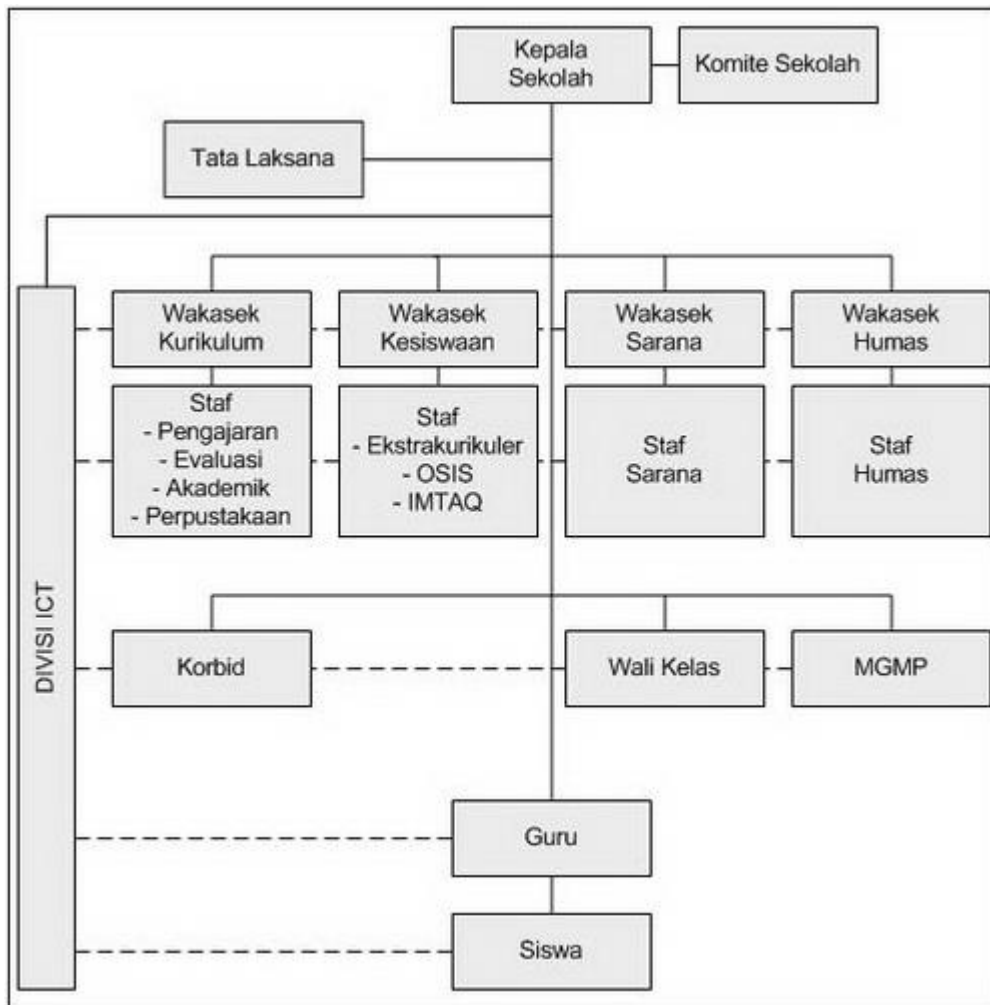 Kepala
Sekolah
Komite Sekolah
Tata Laksana
Wakasek
Kurikulum
Wakasek
Kesiswaan
Wakasek
Sarana
Wakasek
Humas
Staf
- Pengajaran
- Evaluasi
- Akademik
- Perpustakaan
Staf
- Ekstrakurikuler
- OSIS
- IMTAQ
Staf
Sarana
Staf
Humas
DIVISI ICT
Korbid
Wali Kelas
MGMP
Guru
Siswa